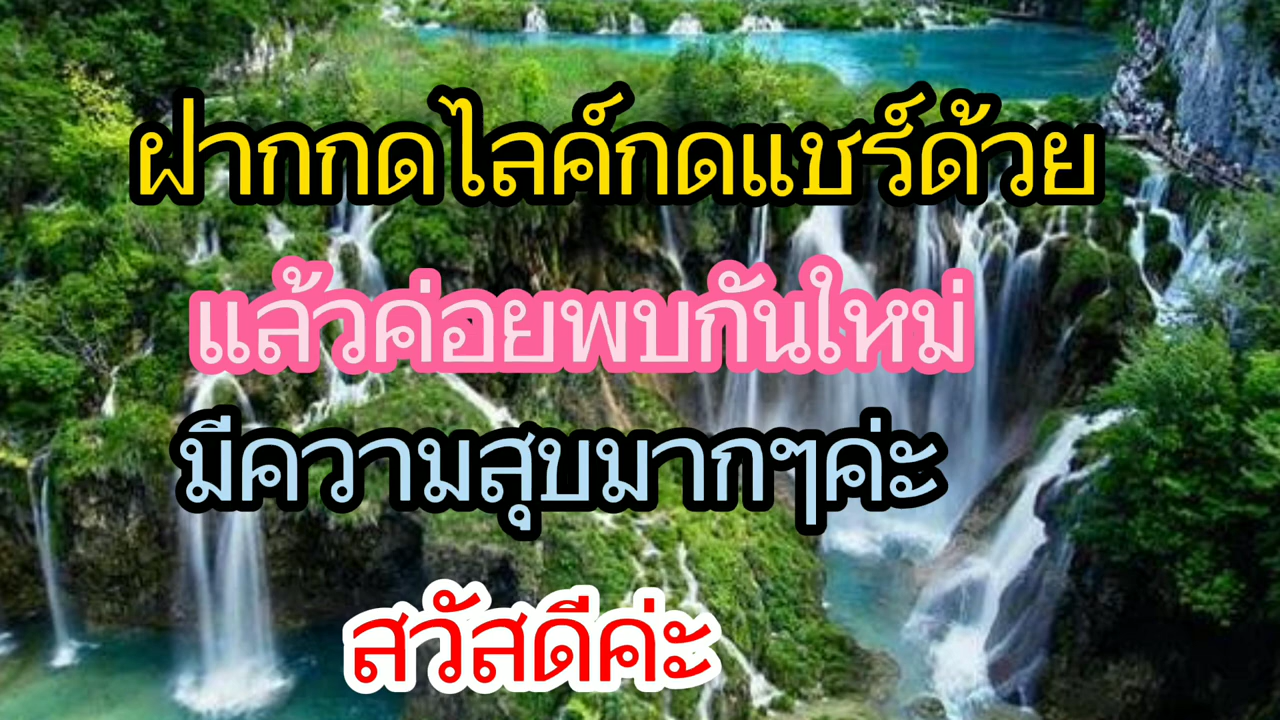 ฝากกดไลค์กดแชร์ด้วย
แล้วค่อยพบกันใหม่
มีความสุบมากๆค่ะ
สวัสดีค่ะ